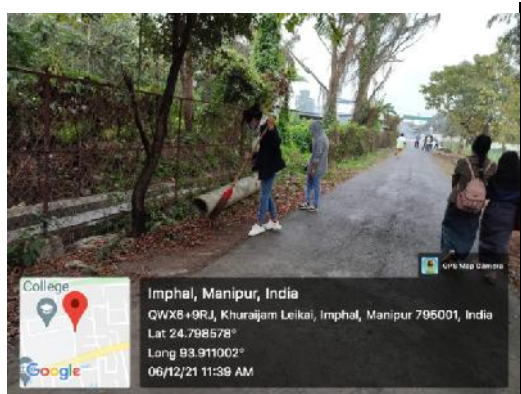 GPS Map Camera
College
Google
Imphal, Manipur, India
QWX6+9RJ, Khuraijam Leikai, Imphal, Manipur 795001, India
Lat 24.798578°
Long 93.911002°
06/12/21 11:39 AM